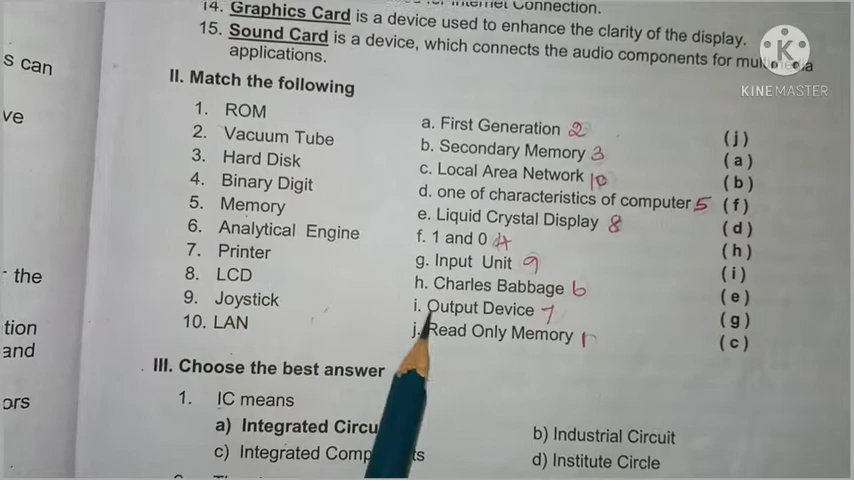 Internet Connection.
14. Graphics Card is a device used to enhance the clarity of the display.
15. Sound Card is a device, which connects the audio components for multimedia
applications.
KINEMASTER
s can
ve
the
tion
and
ors
II. Match the following
1. ROM a. First Generation 2 (j)
2. Vacuum Tube b. Secondary Memory 3 (a)
3. Hard Disk c. Local Area Network 10 (b)
4. Binary Digit d. one of characteristics of computer 5 (f)
5. Memory e. Liquid Crystal Display 8 (d)
6. Analytical Engine f. 1 and 0 4 (h)
7. Printer g. Input Unit 9 (i)
8. LCD h. Charles Babbage 6 (e)
9. Joystick i. Output Device 7 (g)
10. LAN j. Read Only Memory 1 (c)
III. Choose the best answer
1. IC means
a) Integrated Circu b) Industrial Circuit
c) Integrated Comp ts d) Institute Circle